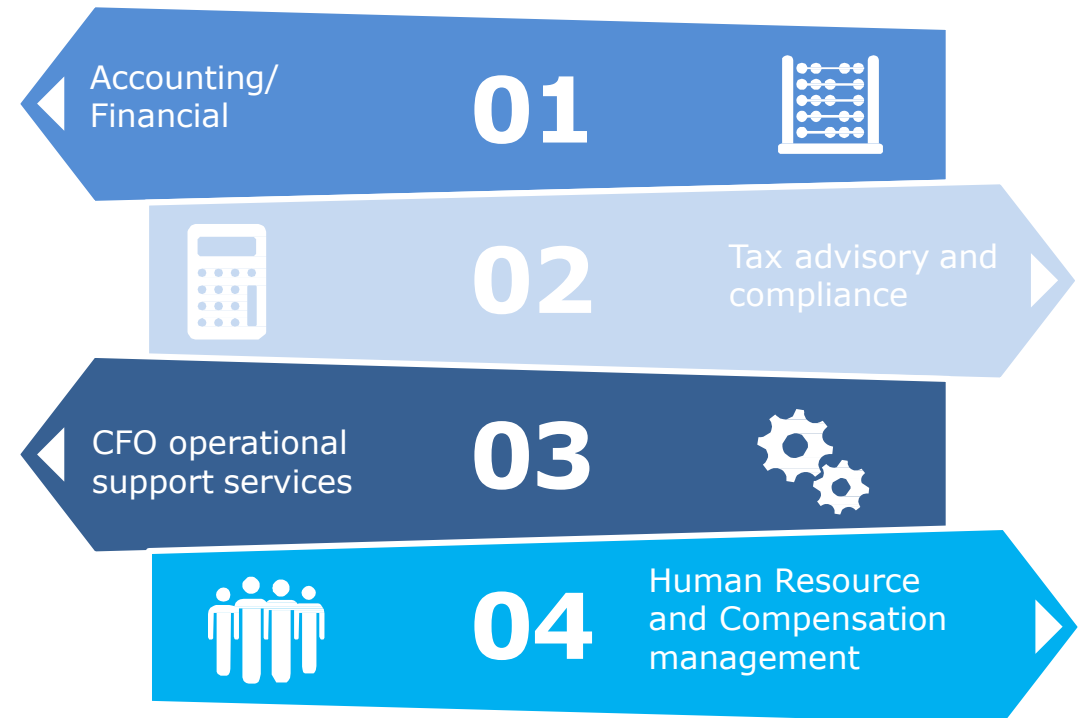 Accounting/
Financial
01
02
Tax advisory and
compliance
CFO operational
support services
03
04
Human Resource
and Compensation
management